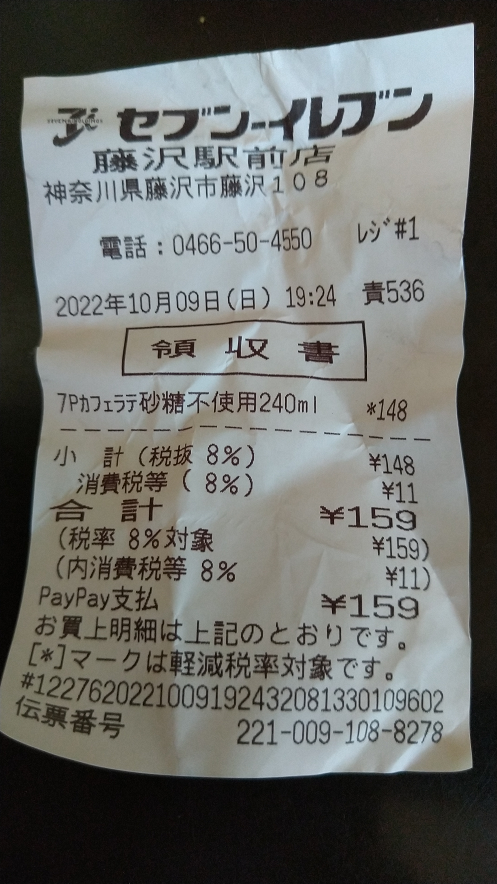 セブン-イレブン
藤沢駅前店
神奈川県藤沢市藤沢108
電話：0466-50-4550 ﾚｼﾞ#1
2022年10月09日(日) 19:24 責536
領収書
7Pカフェラテ砂糖不使用240ml *148
小 計(税抜 8%) ¥148
消費税等( 8%) ¥11
合 計 ¥159
(税率 8%対象 ¥159)
(内消費税等 8% ¥11)
PayPay支払 ¥159
お買上明細は上記のとおりです。
[*]マークは軽減税率対象です。
#122762022100919243208133010960​2
伝票番号 221-009-108-8278